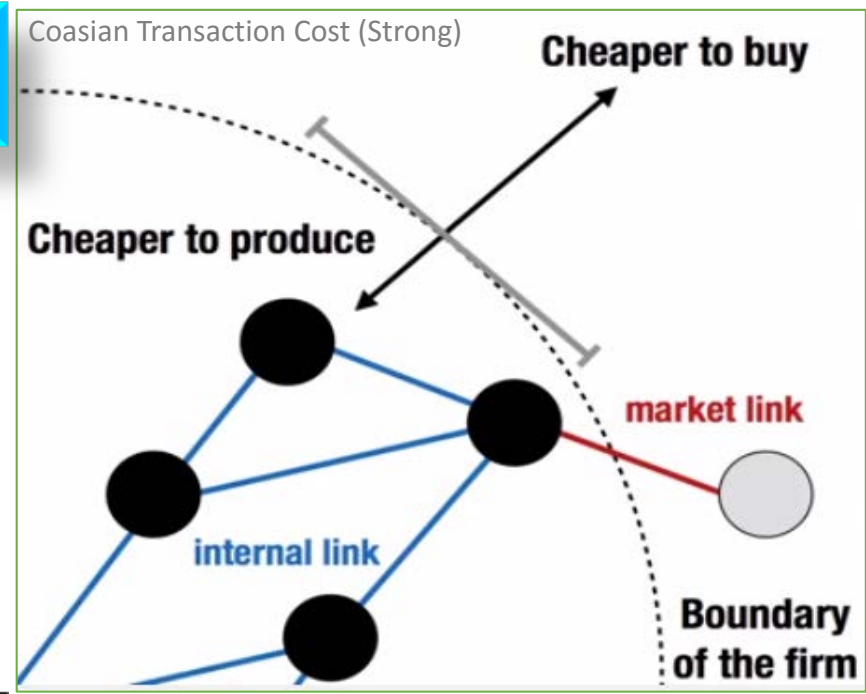 Coasian Transaction Cost (Strong)
Cheaper to buy
Cheaper to produce
market link
internal link
Boundary
of the firm